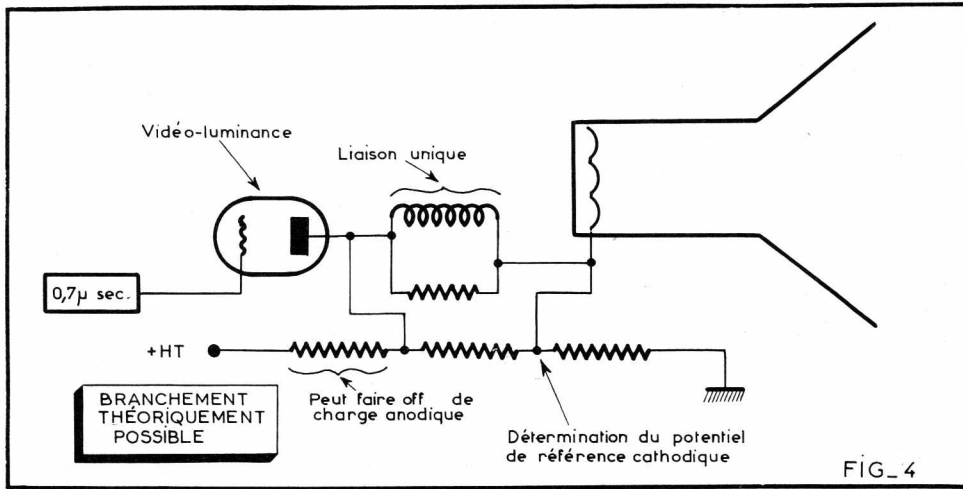 Vidéo-luminance
Liaison unique
0,7µ sec.
+HT
Peut faire off de
charge anodique
BRANCHEMENT
THÉORIQUEMENT
POSSIBLE
Détermination du potentiel
de référence cathodique
FIG_4